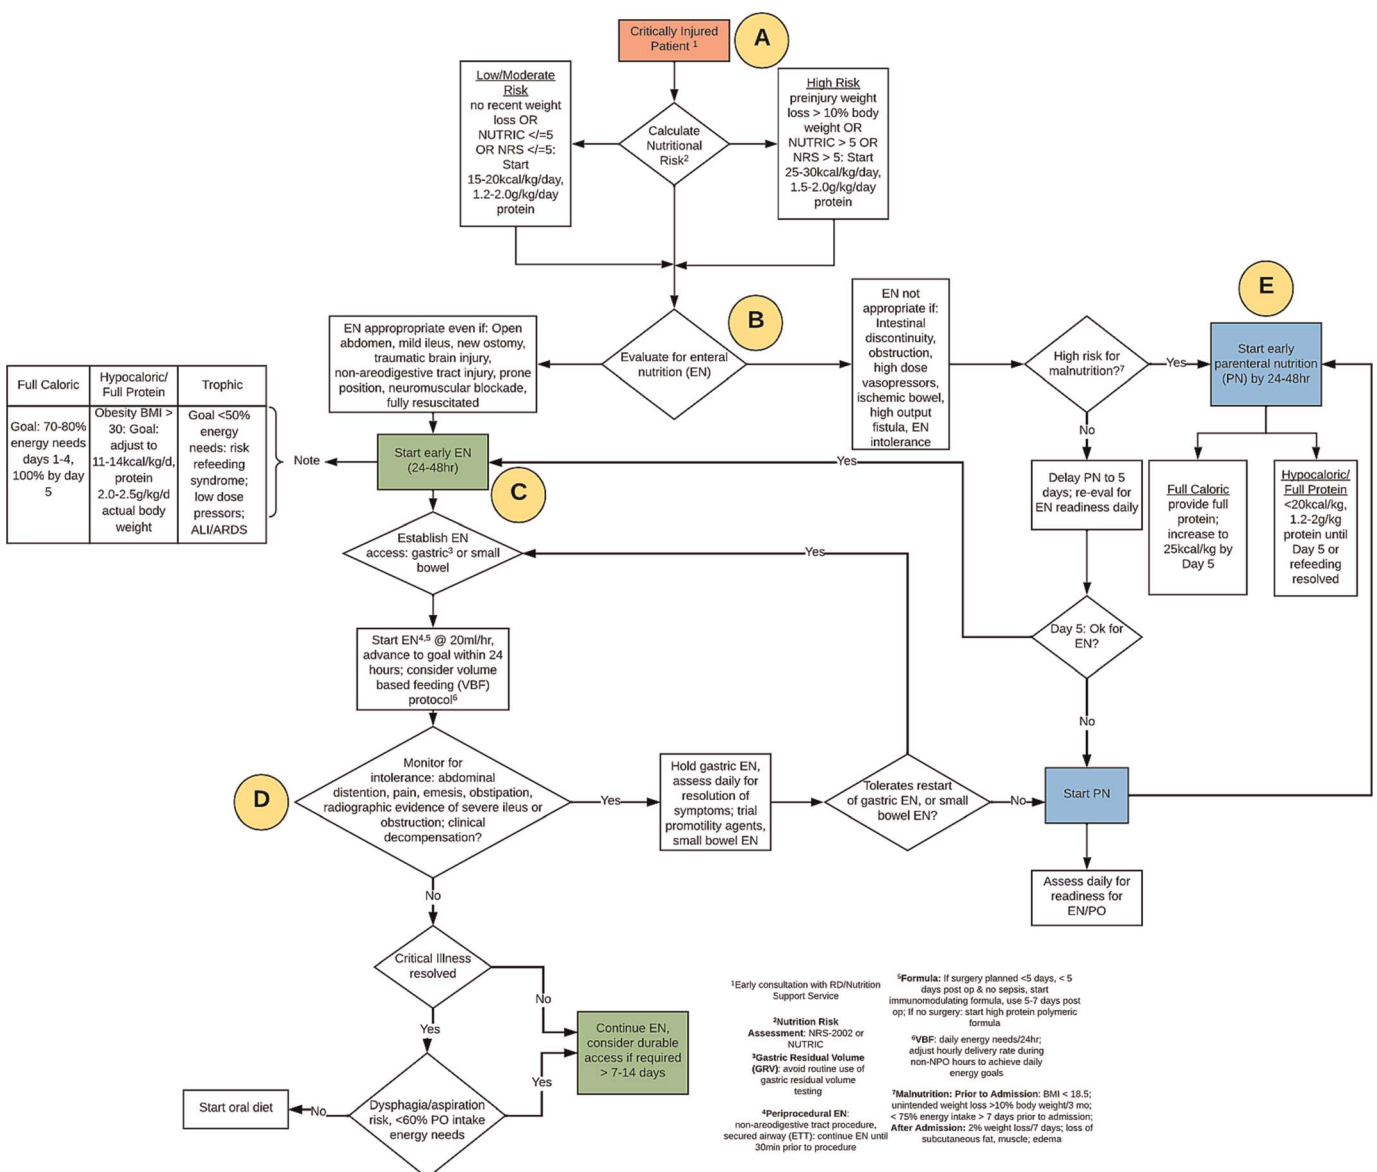 Critically Injured
Patient 1
A
Low/Moderate
Risk
no recent weight
loss OR
NUTRIC </=5
OR NRS </=5:
Start
15-20kcal/kg/day,
1.2-2.0g/kg/day
protein
Calculate
Nutritional
Risk2
High Risk
preinjury weight
loss > 10% body
weight OR
NUTRIC > 5 OR
NRS > 5: Start
25-30kcal/kg/day,
1.5-2.0g/kg/day
protein
B
Evaluate for enteral
nutrition (EN)
EN appropropriate even if: Open
abdomen, mild ileus, new ostomy,
traumatic brain injury,
non-areodigestive tract injury, prone
position, neuromuscular blockade,
fully resuscitated
EN not
appropriate if:
Intestinal
discontinuity,
obstruction,
high dose
vasopressors,
ischemic bowel,
high output
fistula, EN
intolerance
High risk for
malnutrition?7
Yes
No
E
Start early
parenteral nutrition
(PN) by 24-48hr
Full Caloric
Goal: 70-80%
energy needs
days 1-4,
100% by day
5
Hypocaloric/
Full Protein
Obesity BMI >
30: Goal:
adjust to
11-14kcal/kg/d,
protein
2.0-2.5g/kg/d
actual body
weight
Trophic
Goal <50%
energy
needs: risk
refeeding
syndrome;
low dose
pressors;
ALI/ARDS
Note
Start early EN
(24-48hr)
Yes
C
Delay PN to 5
days; re-eval for
EN readiness daily
Full Caloric
provide full
protein;
increase to
25kcal/kg by
Day 5
Hypocaloric/
Full Protein
<20kcal/kg,
1.2-2g/kg
protein until
Day 5 or
refeeding
resolved
Establish EN
access: gastric3 or small
bowel
Yes
Day 5: Ok for
EN?
No
Start EN4,5 @ 20ml/hr,
advance to goal within 24
hours; consider volume
based feeding (VBF)
protocol6
D
Monitor for
intolerance: abdominal
distention, pain, emesis, obstipation,
radiographic evidence of severe ileus or
obstruction; clinical
decompensation?
Yes
Hold gastric EN,
assess daily for
resolution of
symptoms; trial
promotility agents,
small bowel EN
Tolerates restart
of gastric EN, or small
bowel EN?
No
Start PN
Assess daily for
readiness for
EN/PO
No
Critical Illness
resolved
No
Yes
Continue EN,
consider durable
access if required
> 7-14 days
Yes
Dysphagia/aspiration
risk, <60% PO intake
energy needs
No
Start oral diet
1Early consultation with RD/Nutrition
Support Service
2Nutrition Risk
Assessment: NRS-2002 or
NUTRIC
3Gastric Residual Volume
(GRV): avoid routine use of
gastric residual volume
testing
4Periprocedural EN:
non-areodigestive tract procedure,
secured airway (ETT): continue EN until
30min prior to procedure
5Formula: If surgery planned <5 days, < 5
days post op & no sepsis, start
immunomodulating formula, use 5-7 days post
op; If no surgery: start high protein polymeric
formula
6VBF: daily energy needs/24hr;
adjust hourly delivery rate during
non-NPO hours to achieve daily
energy goals
7Malnutrition: Prior to Admission: BMI < 18.5;
unintended weight loss >10% body weight/3 mo;
< 75% energy intake > 7 days prior to admission;
After Admission: 2% weight loss/7 days; loss of
subcutaneous fat, muscle; edema